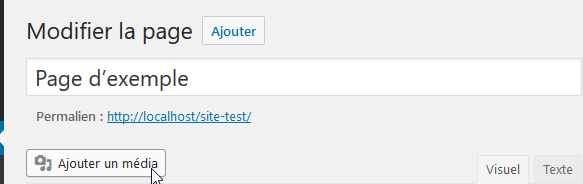 Modifier la page Ajouter
Page d’exemple
Permalien : http://localhost/site-test/
Ajouter un média
Visuel Texte